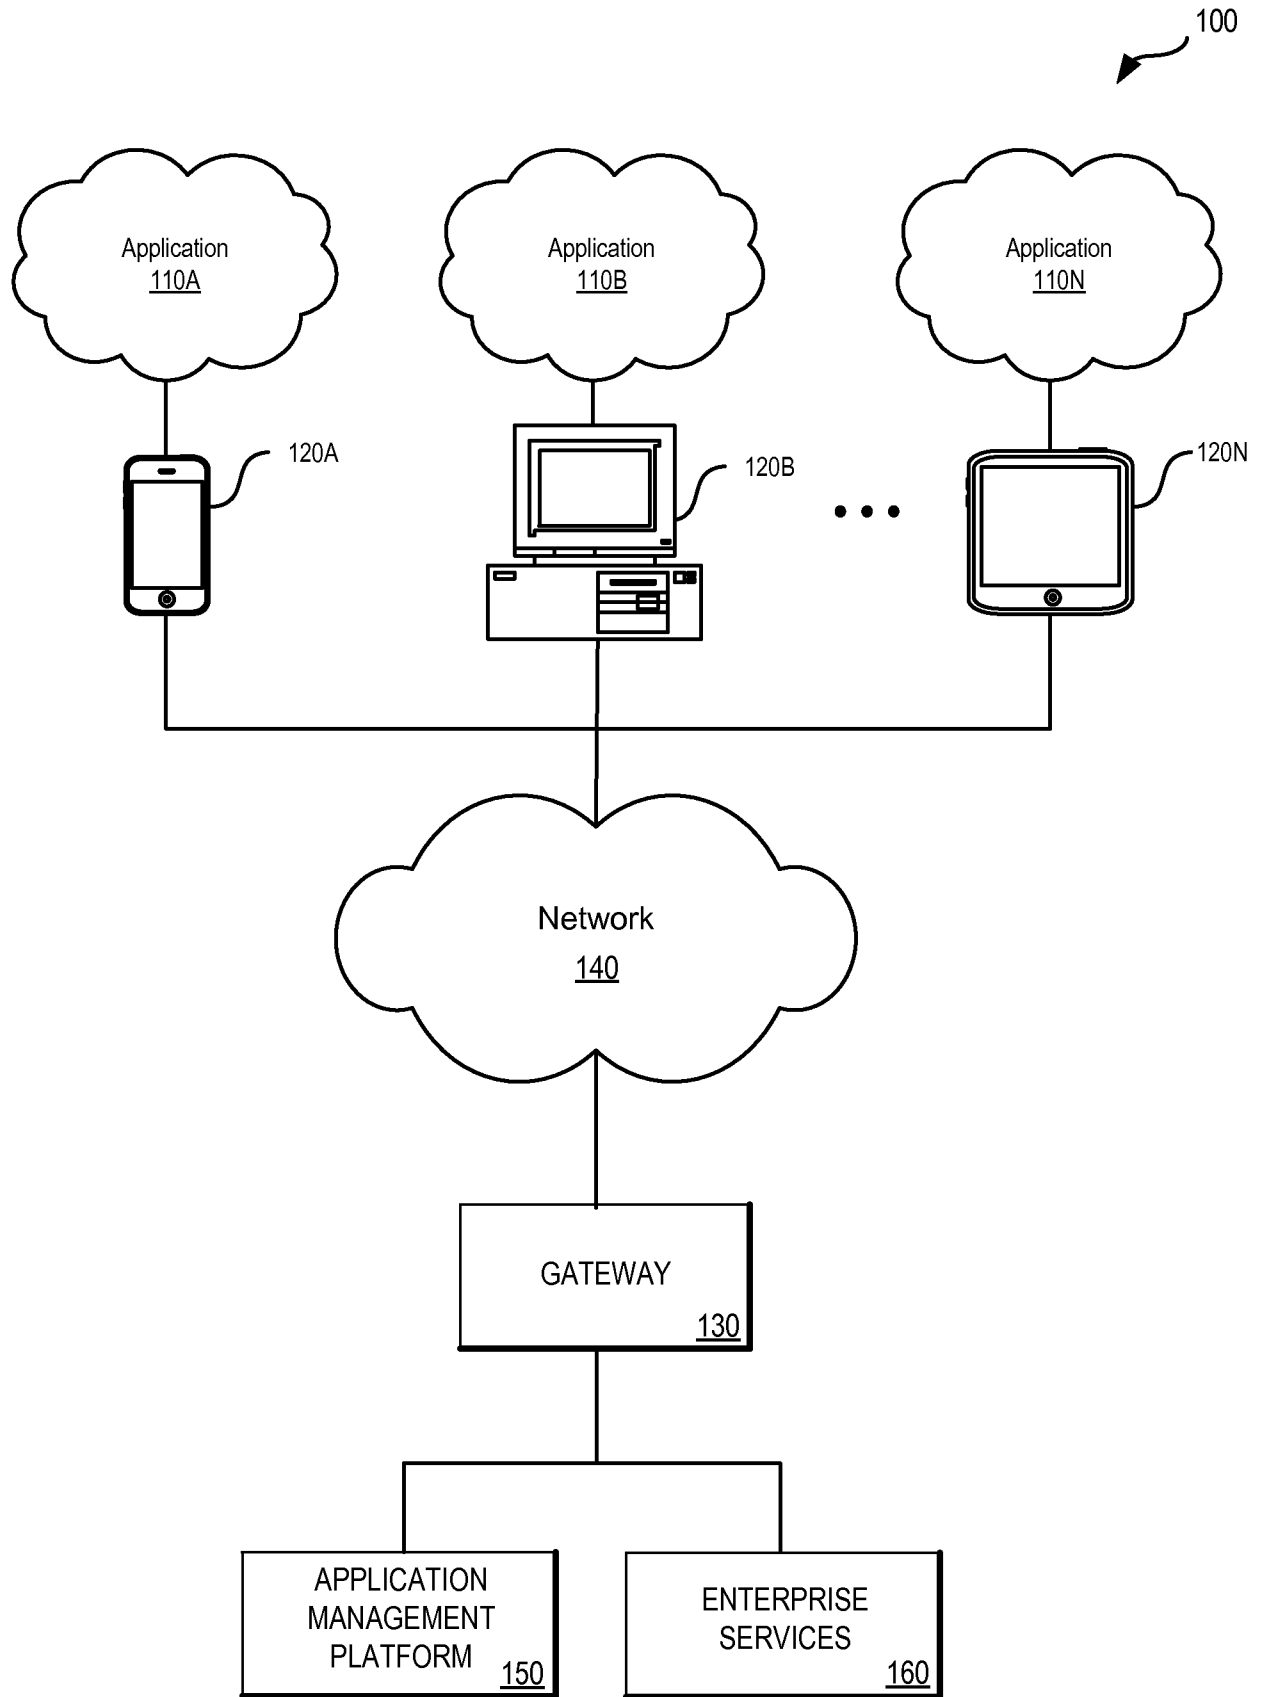 100
Application
110A
Application
110B
Application
110N
120A
120B
120N
Network
140
GATEWAY
130
APPLICATION
MANAGEMENT
PLATFORM
150
ENTERPRISE
SERVICES
160